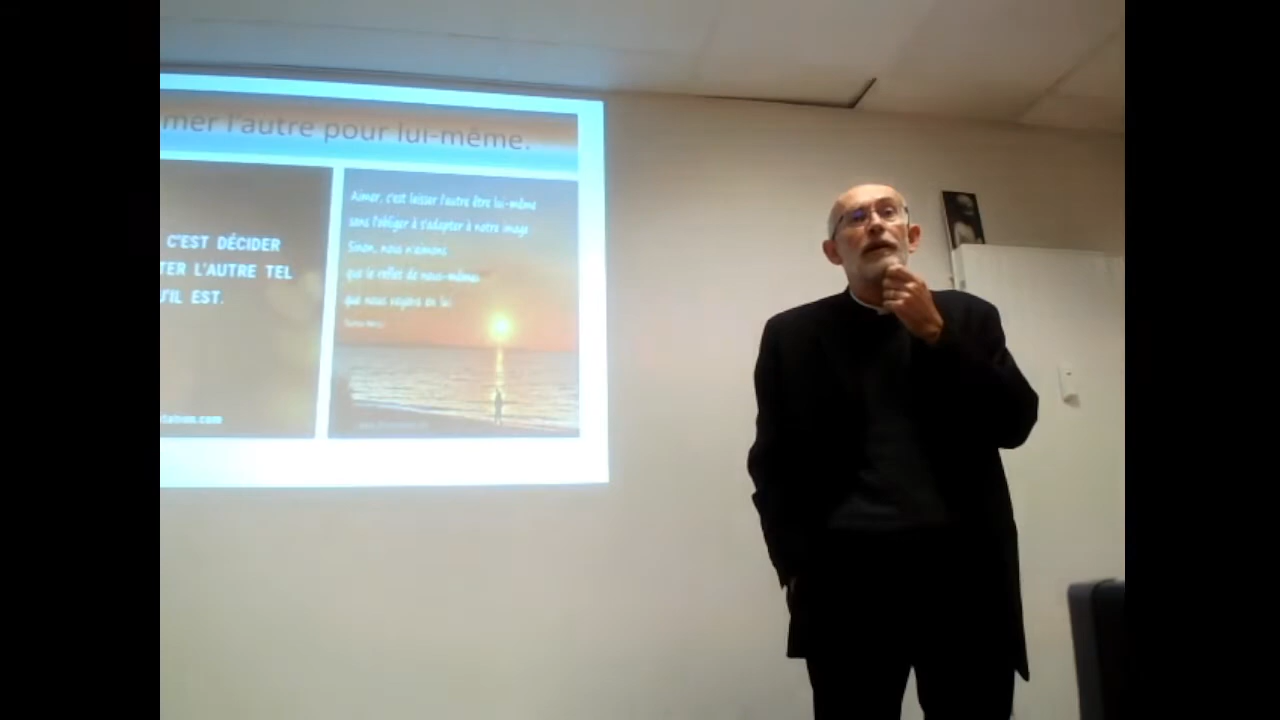 mer l'autre pour lui-même.
C'EST DÉCIDER
TER L'AUTRE TEL
'IL EST.
Aimer, c'est laisser l'autre être lui-même
sans l'obliger à s'adapter à notre image
Sinon, nous n'aimons
que le reflet de nous-même
que nous voyons en lui